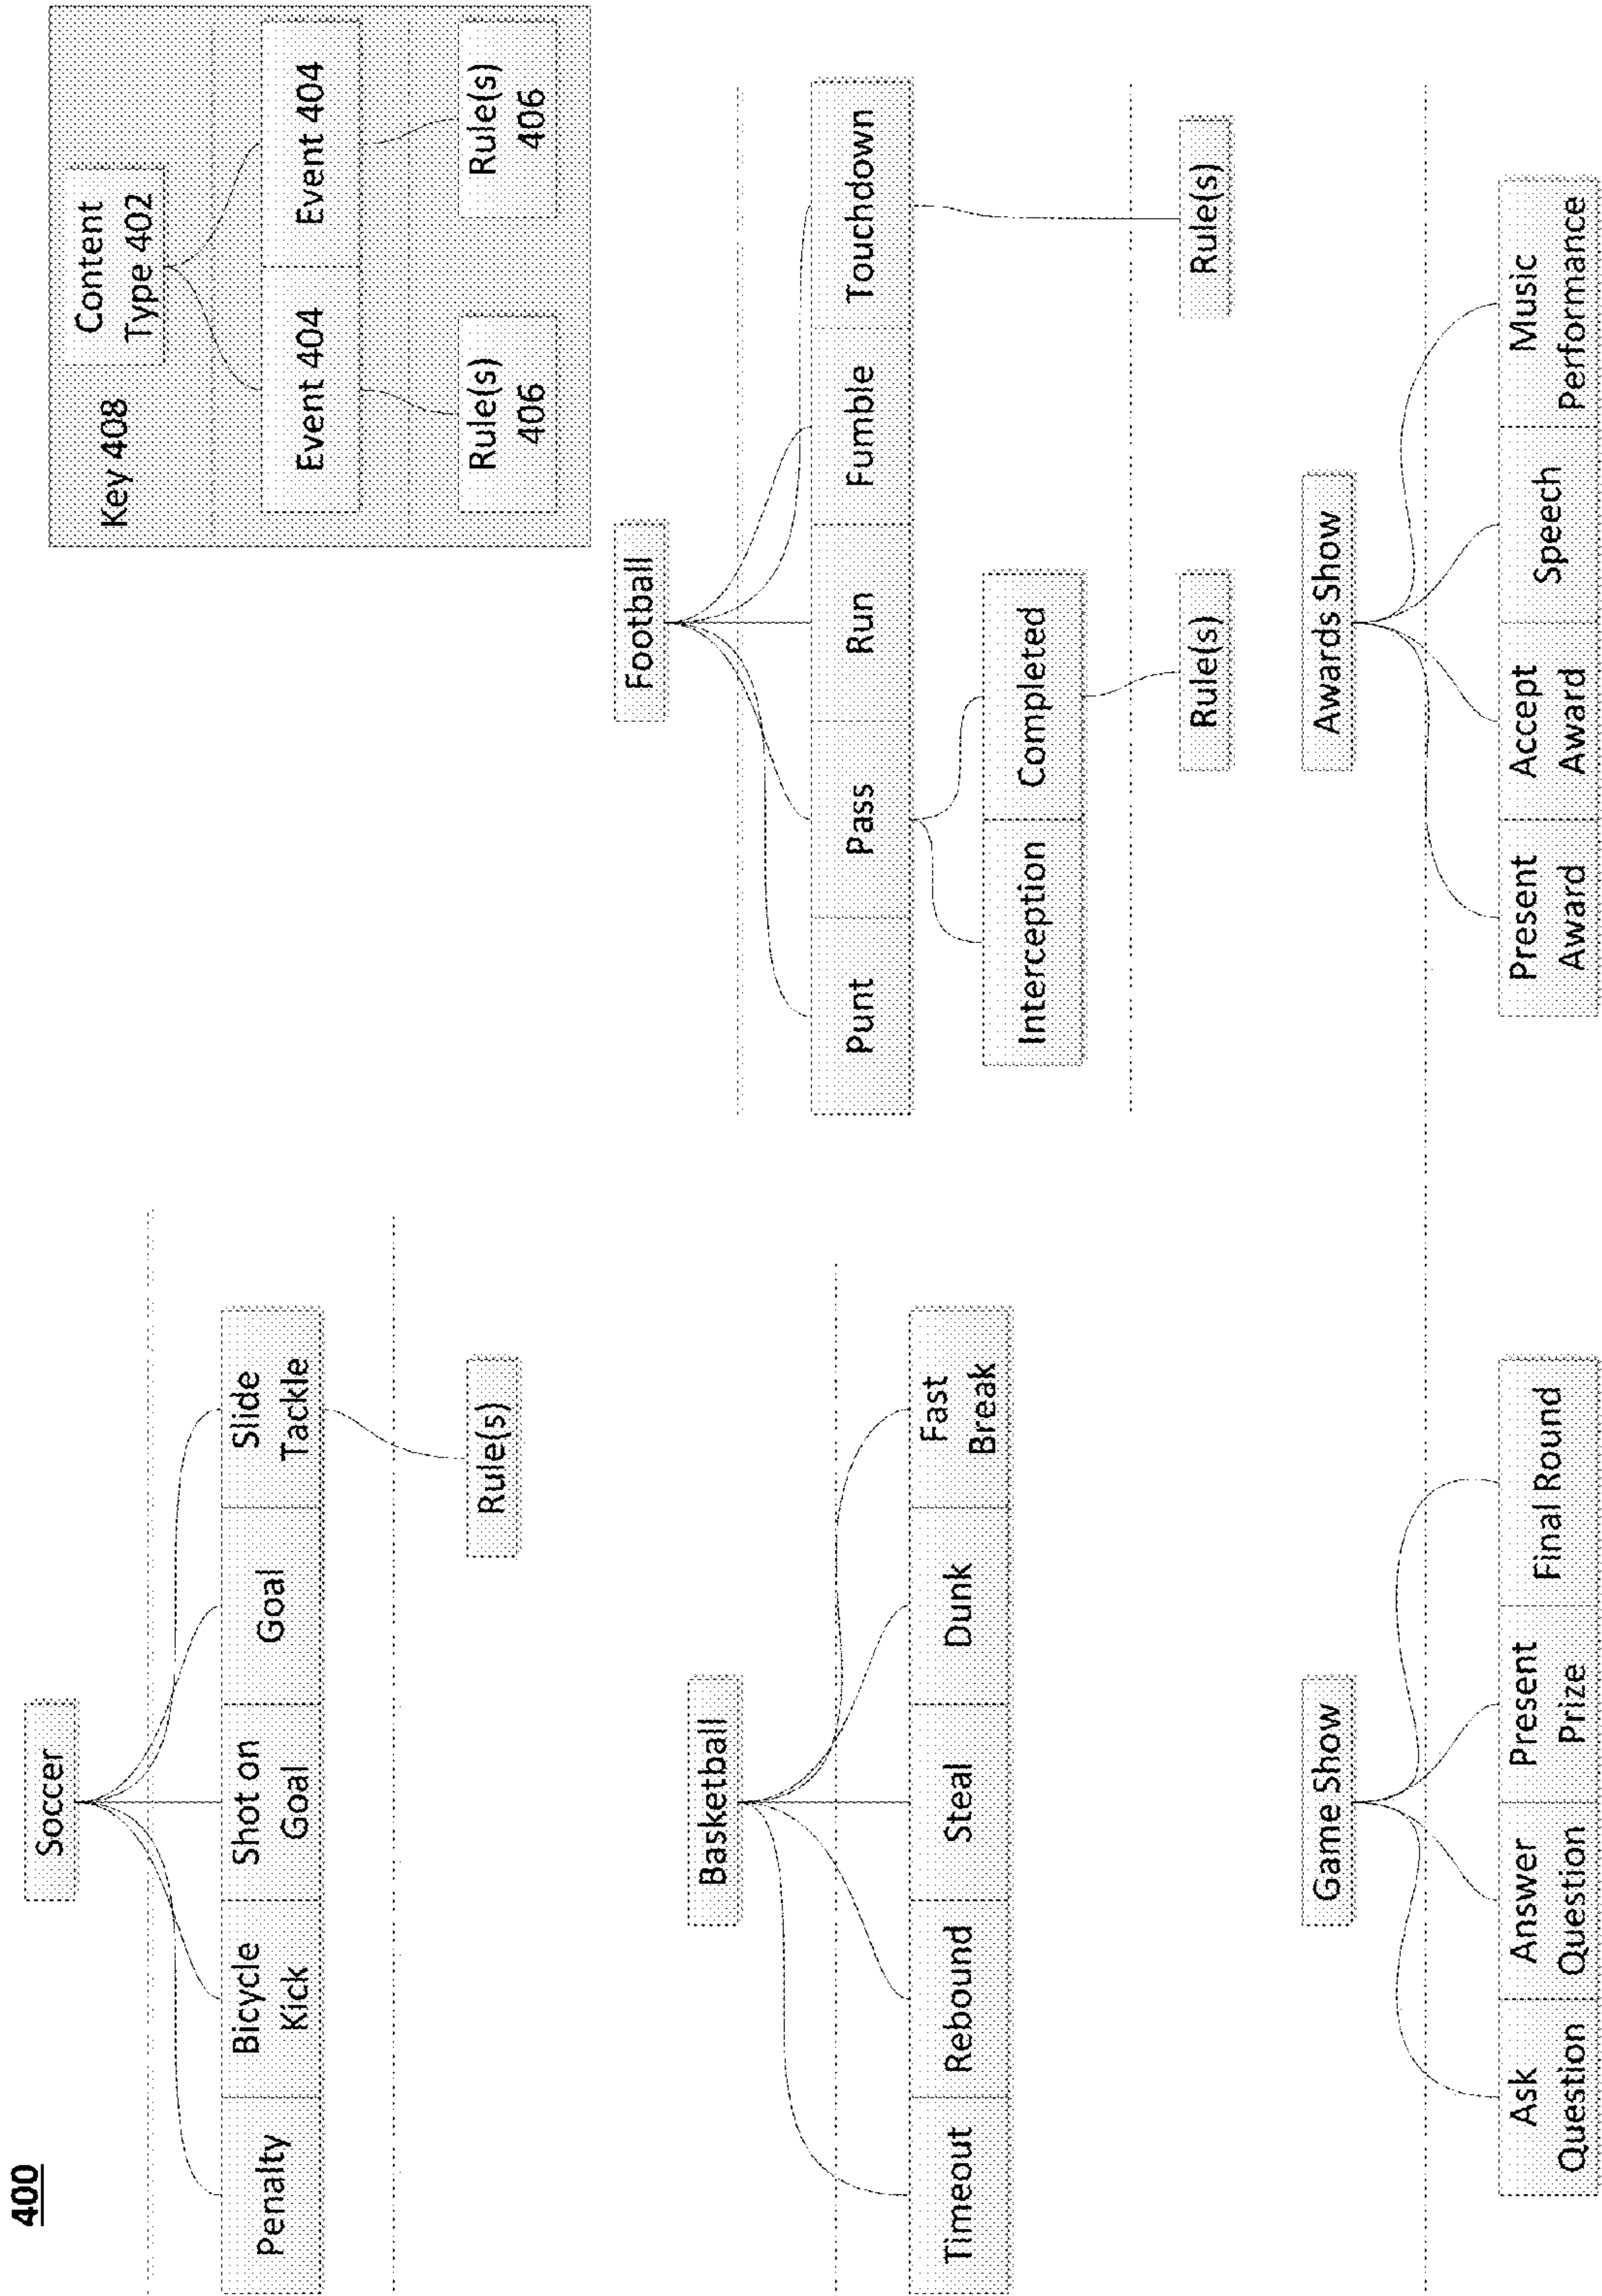 400
Soccer
Penalty
Bicycle
Kick
Shot on
Goal
Goal
Slide
Tackle
Rule(s)
Key 408
Content
Type 402
Event 404
Event 404
Rule(s)
406
Rule(s)
406
Basketball
Timeout
Rebound
Steal
Dunk
Fast
Break
Football
Punt
Pass
Run
Fumble
Touchdown
Interception
Completed
Rule(s)
Rule(s)
Game Show
Ask
Question
Answer
Question
Present
Prize
Final Round
Awards Show
Present
Award
Accept
Award
Speech
Music
Performance